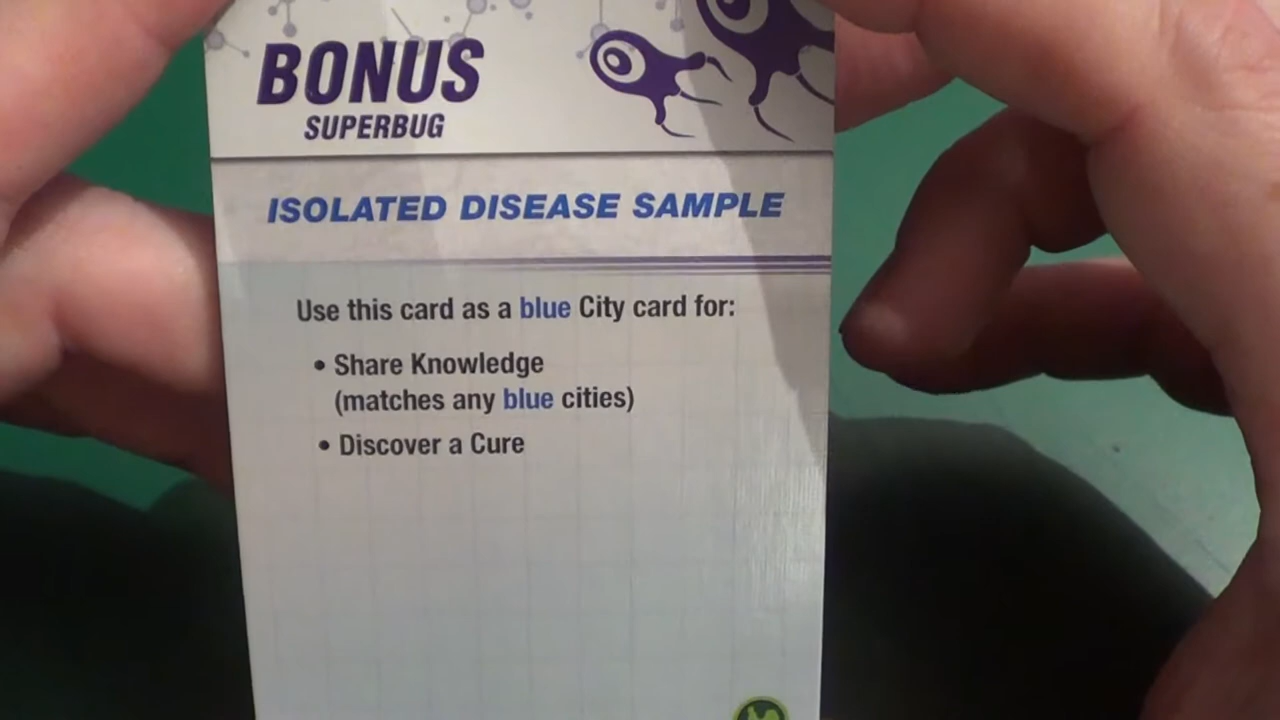 BONUS
SUPERBUG
ISOLATED DISEASE SAMPLE
Use this card as a blue City card for:
• Share Knowledge
(matches any blue cities)
• Discover a Cure